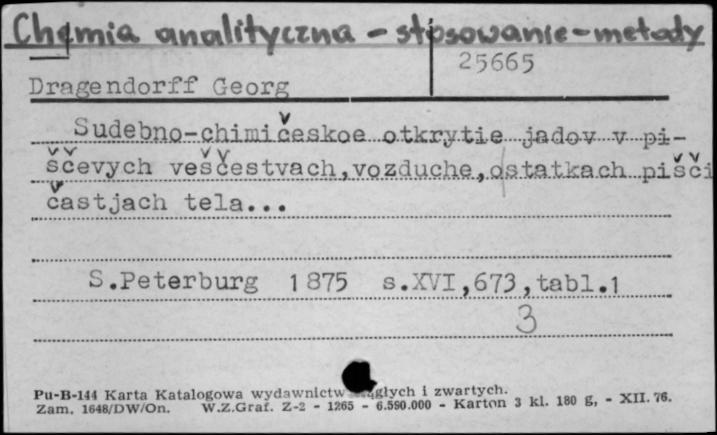 Chemia analityczna - stosowanie - metody
25665
Dragendorff Georg
Sudebno-chimičeskoe otkrytie jadov v pi-
ščevych veščestvach,vozduche,ostatkach pišči
častjach tela...
S.Peterburg 1875 s.XVI,673,tabl.1
3
Pu-B-144 Karta Katalogowa wydawnictw ciągłych i zwartych.
Zam. 1648/DW/On. W.Z.Graf. Z-2 - 1265 - 6.590.000 - Karton 3 kl. 180 g, - XII. 76.